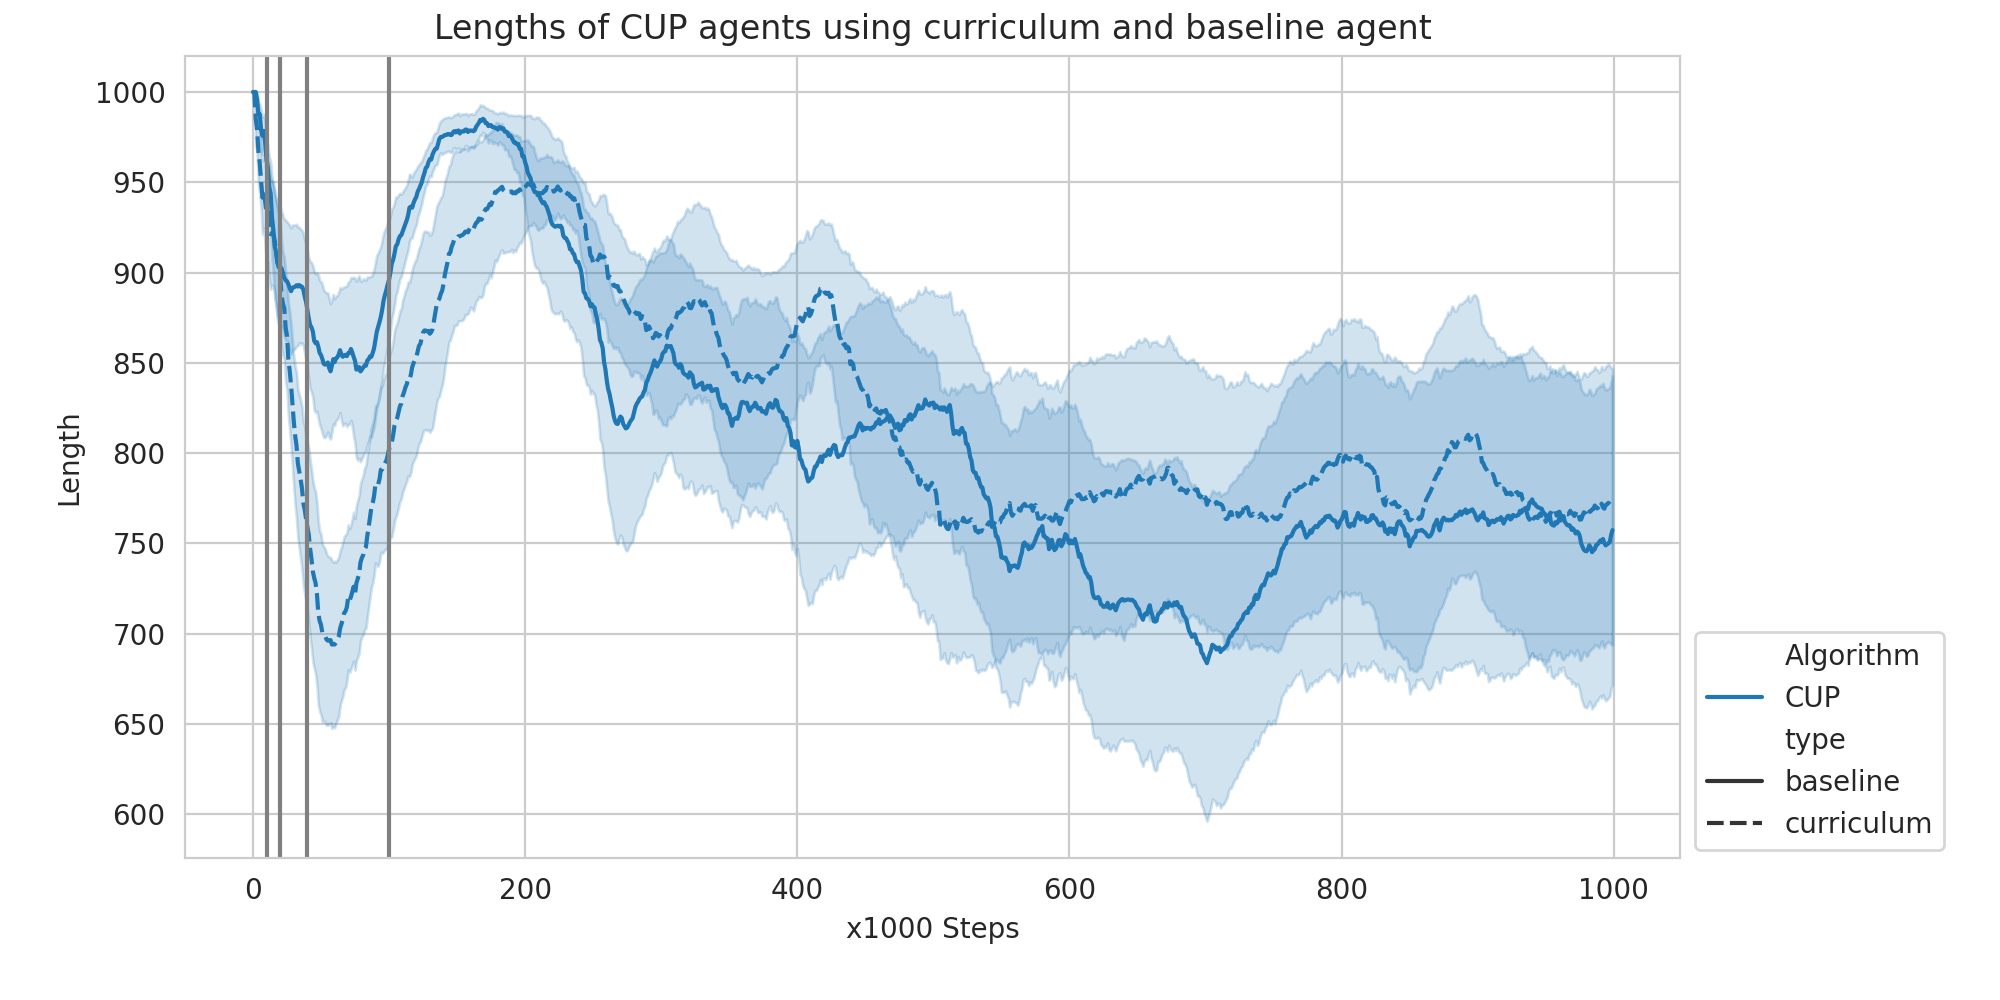 Lengths of CUP agents using curriculum and baseline agent
1000
950
900
850
800
750
700
650
600
Length
0 200 400 600 800 1000
x1000 Steps
Algorithm
CUP
type
baseline
curriculum